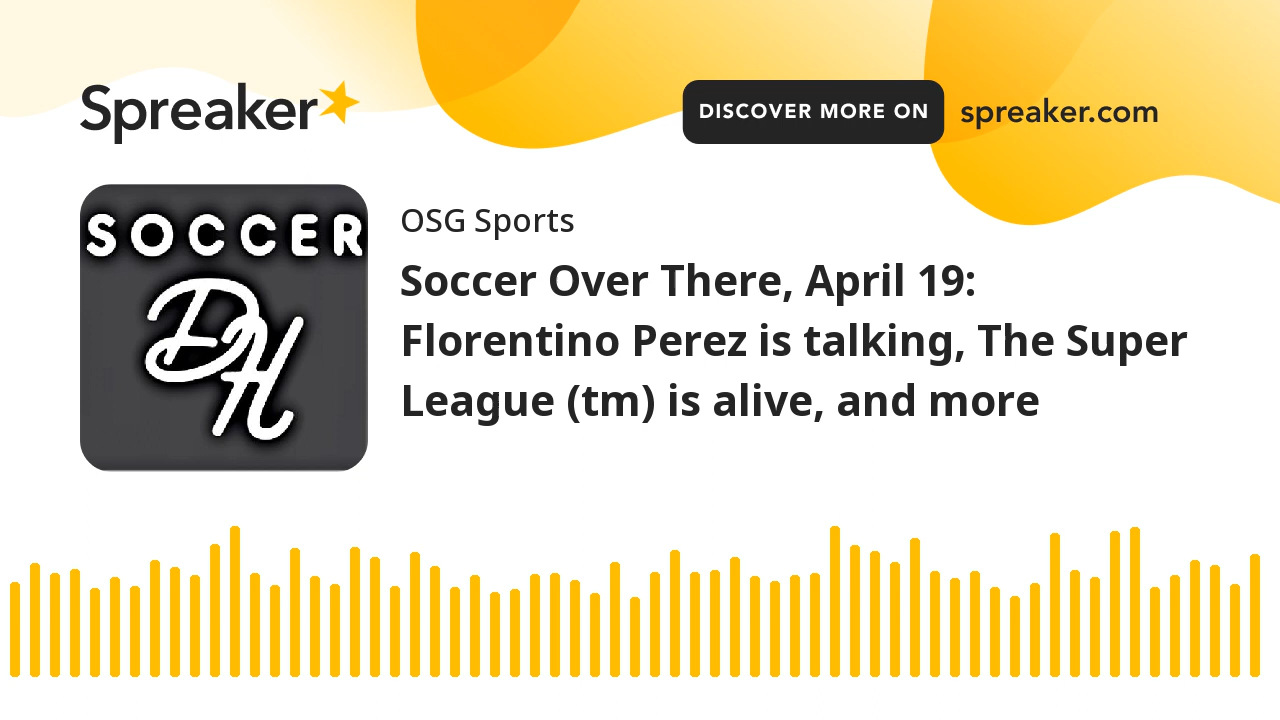 Spreaker
DISCOVER MORE ON
spreaker.com
SOCCER
DH
OSG Sports
Soccer Over There, April 19:
Florentino Perez is talking, The Super
League (tm) is alive, and more